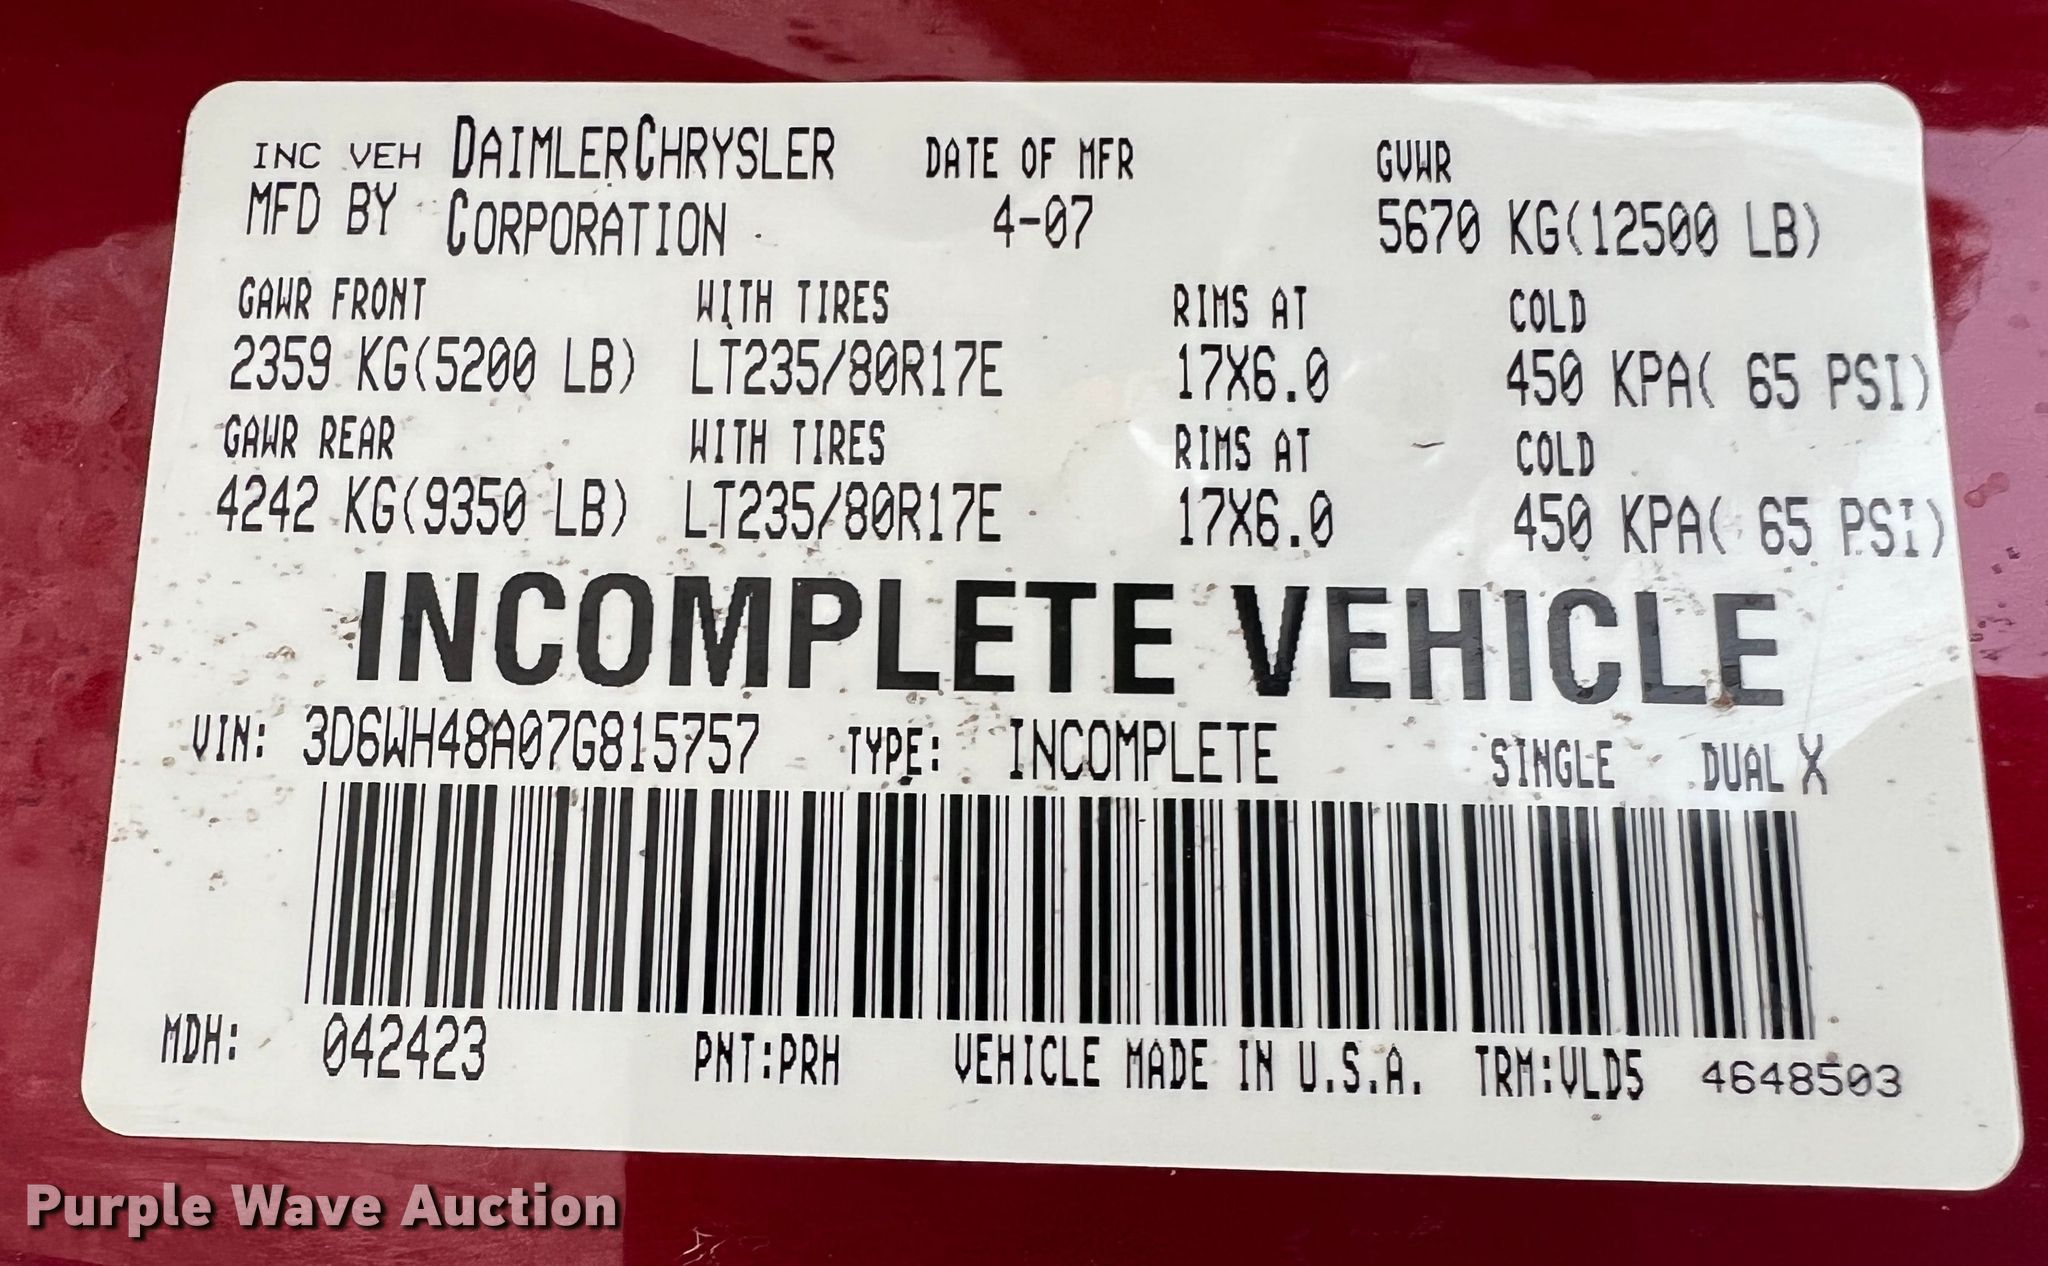 INC VEH DAIMLERCHRYSLER DATE OF MFR GVWR
MFD BY CORPORATION 4-07 5670 KG(12500 LB)
GAWR FRONT WITH TIRES RIMS AT COLD
2359 KG(5200 LB) LT235/80R17E 17X6.0 450 KPA( 65 PSI)
GAWR REAR WITH TIRES RIMS AT COLD
4242 KG(9350 LB) LT235/80R17E 17X6.0 450 KPA( 65 PSI)
INCOMPLETE VEHICLE
VIN: 3D6WH48A07G815757 TYPE: INCOMPLETE SINGLE DUAL X
MDH: 042423 PNT:PRH VEHICLE MADE IN U.S.A. TRM:VLD5 4648503
Purple Wave Auction